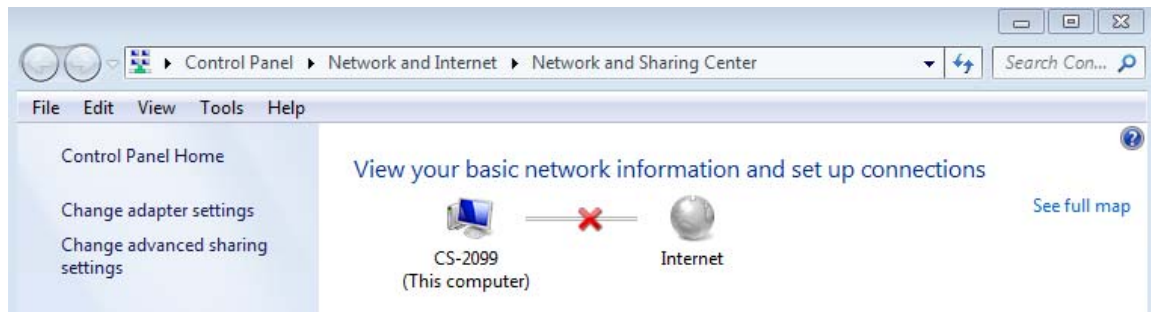 Control Panel ▸ Network and Internet ▸ Network and Sharing Center
Search Con...
File Edit View Tools Help
Control Panel Home
Change adapter settings
Change advanced sharing
settings
View your basic network information and set up connections
See full map
CS-2099
(This computer)
Internet